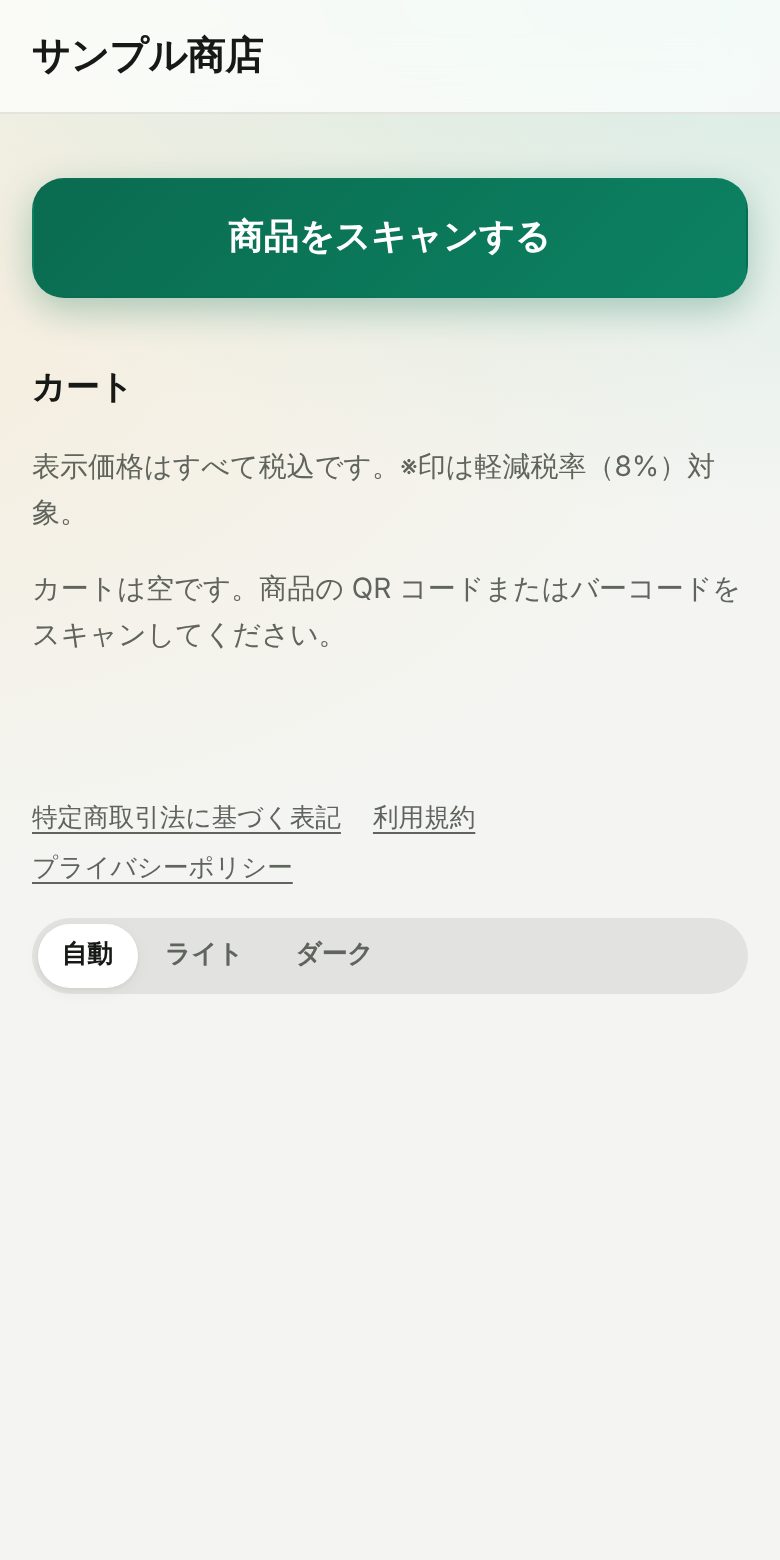 サンプル商店
商品をスキャンする
カート
表示価格はすべて税込です。※印は軽減税率（8%）対
象。
カートは空です。商品の QR コードまたはバーコードを
スキャンしてください。
特定商取引法に基づく表記 利用規約
プライバシーポリシー
自動 ライト ダーク